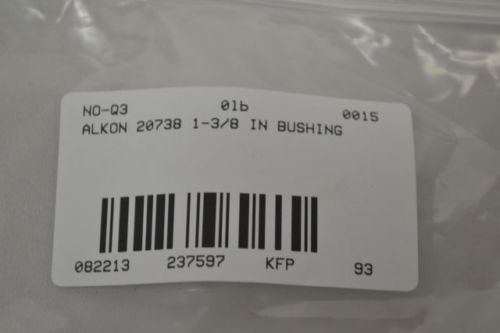 NO-Q3 01b 0015
ALKON 20738 1-3/8 IN BUSHING
082213 237597 KFP 93